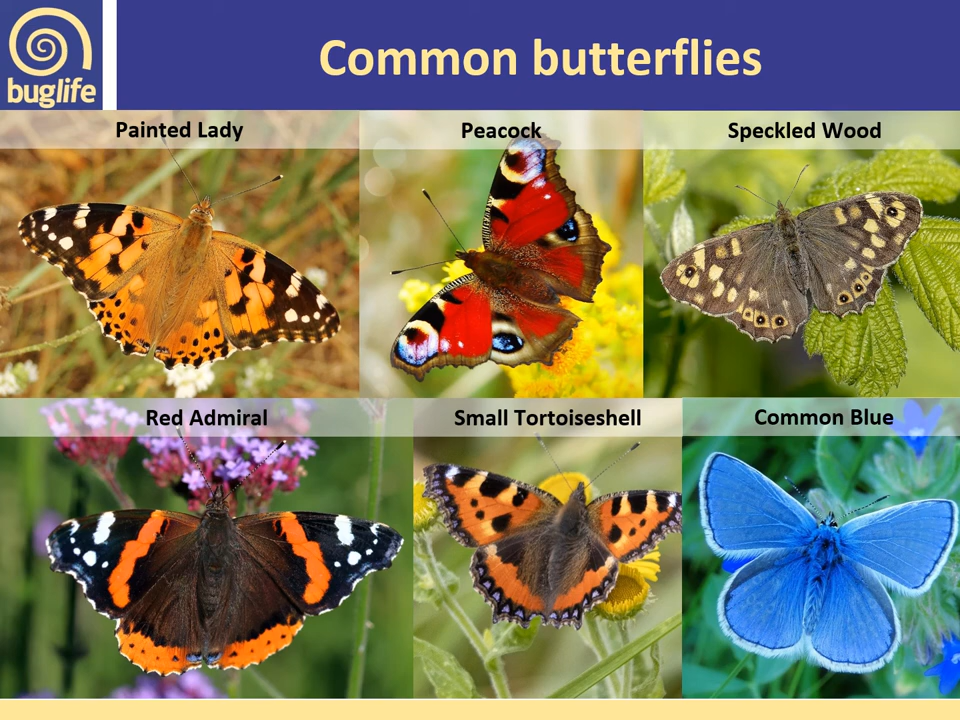 buglife
Common butterflies
Painted Lady
Peacock
Speckled Wood
Red Admiral
Small Tortoiseshell
Common Blue